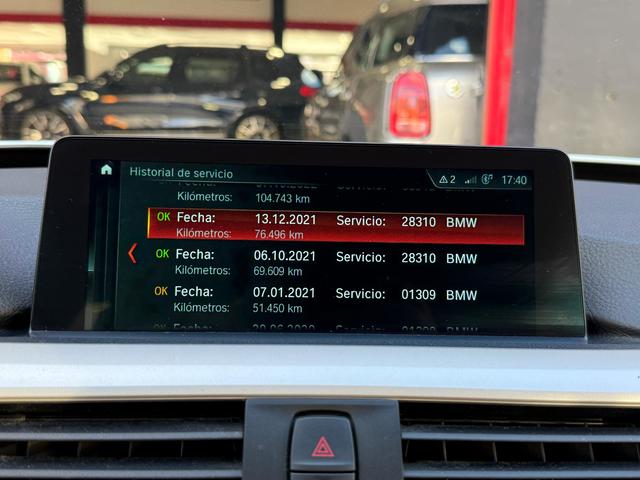 Historial de servicio
2
17:40
Kilómetros: 104.743 km
OK Fecha: 13.12.2021 Servicio: 28310 BMW
Kilómetros: 76.496 km
OK Fecha: 06.10.2021 Servicio: 28310 BMW
Kilómetros: 69.609 km
OK Fecha: 07.01.2021 Servicio: 01309 BMW
Kilómetros: 51.450 km